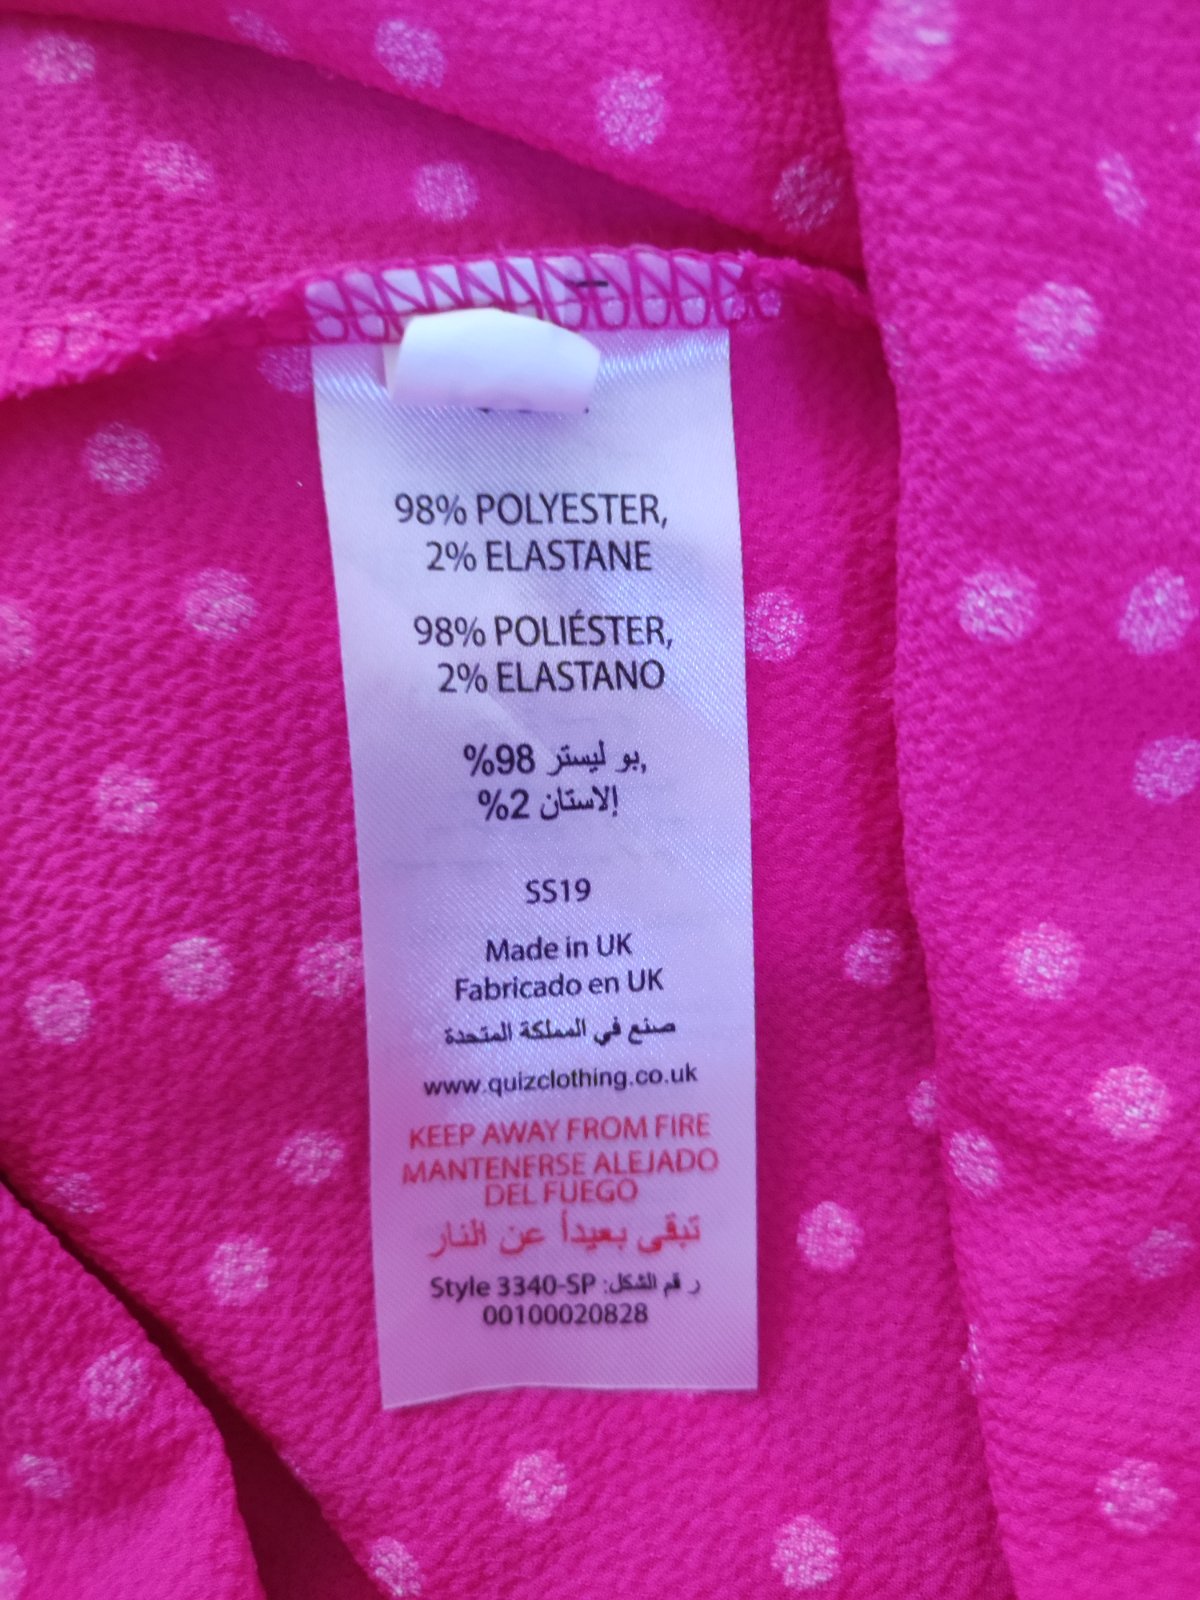 98% POLYESTER,
2% ELASTANE
98% POLIÉSTER,
2% ELASTANO
بو ليستر 98%,
إلاستان 2%
SS19
Made in UK
Fabricado en UK
صنع في المملكة المتحدة
www.quizclothing.co.uk
KEEP AWAY FROM FIRE
MANTENERSE ALEJADO
DEL FUEGO
تبقى بعيداً عن النار
Style 3340-SP :ر قم الشكل
00100020828